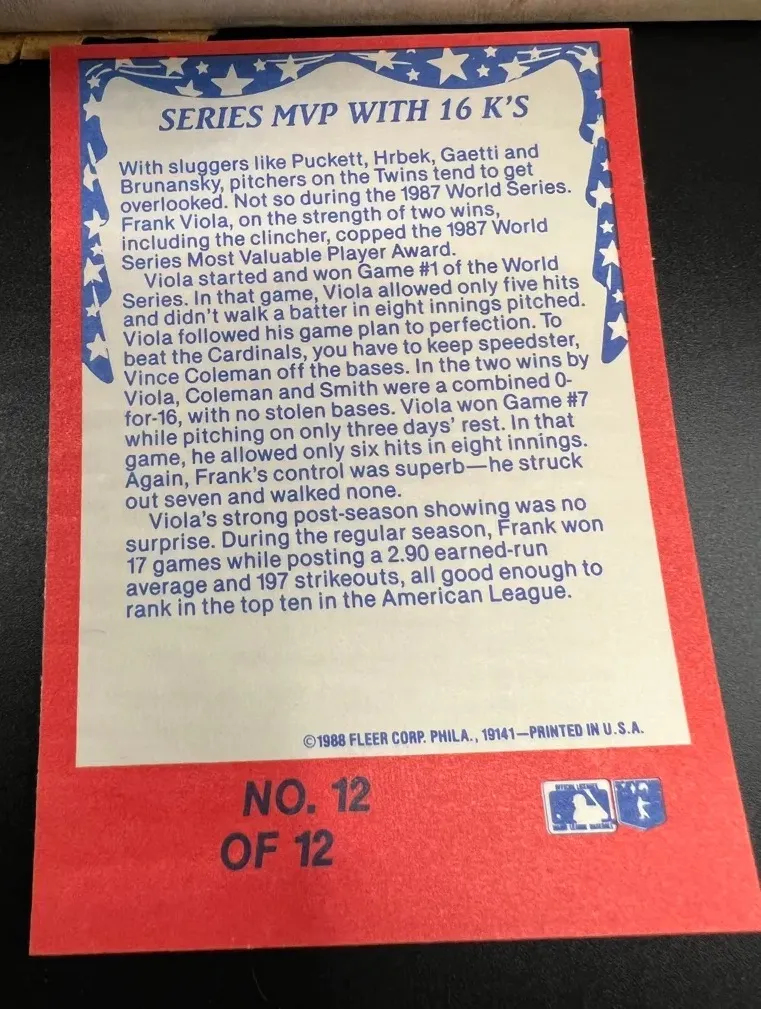 SERIES MVP WITH 16 K'S
With sluggers like Puckett, Hrbek, Gaetti and
Brunansky, pitchers on the Twins tend to get
overlooked. Not so during the 1987 World Series.
Frank Viola, on the strength of two wins,
including the clincher, copped the 1987 World
Series Most Valuable Player Award.
Viola started and won Game #1 of the World
Series. In that game, Viola allowed only five hits
and didn't walk a batter in eight innings pitched.
Viola followed his game plan to perfection. To
beat the Cardinals, you have to keep speedster,
Vince Coleman off the bases. In the two wins by
Viola, Coleman and Smith were a combined 0-
for-16, with no stolen bases. Viola won Game #7
while pitching on only three days' rest. In that
game, he allowed only six hits in eight innings.
Again, Frank's control was superb—he struck
out seven and walked none.
Viola's strong post-season showing was no
surprise. During the regular season, Frank won
17 games while posting a 2.90 earned-run
average and 197 strikeouts, all good enough to
rank in the top ten in the American League.
©1988 FLEER CORP. PHILA., 19141—PRINTED IN U.S.A.
NO. 12
OF 12